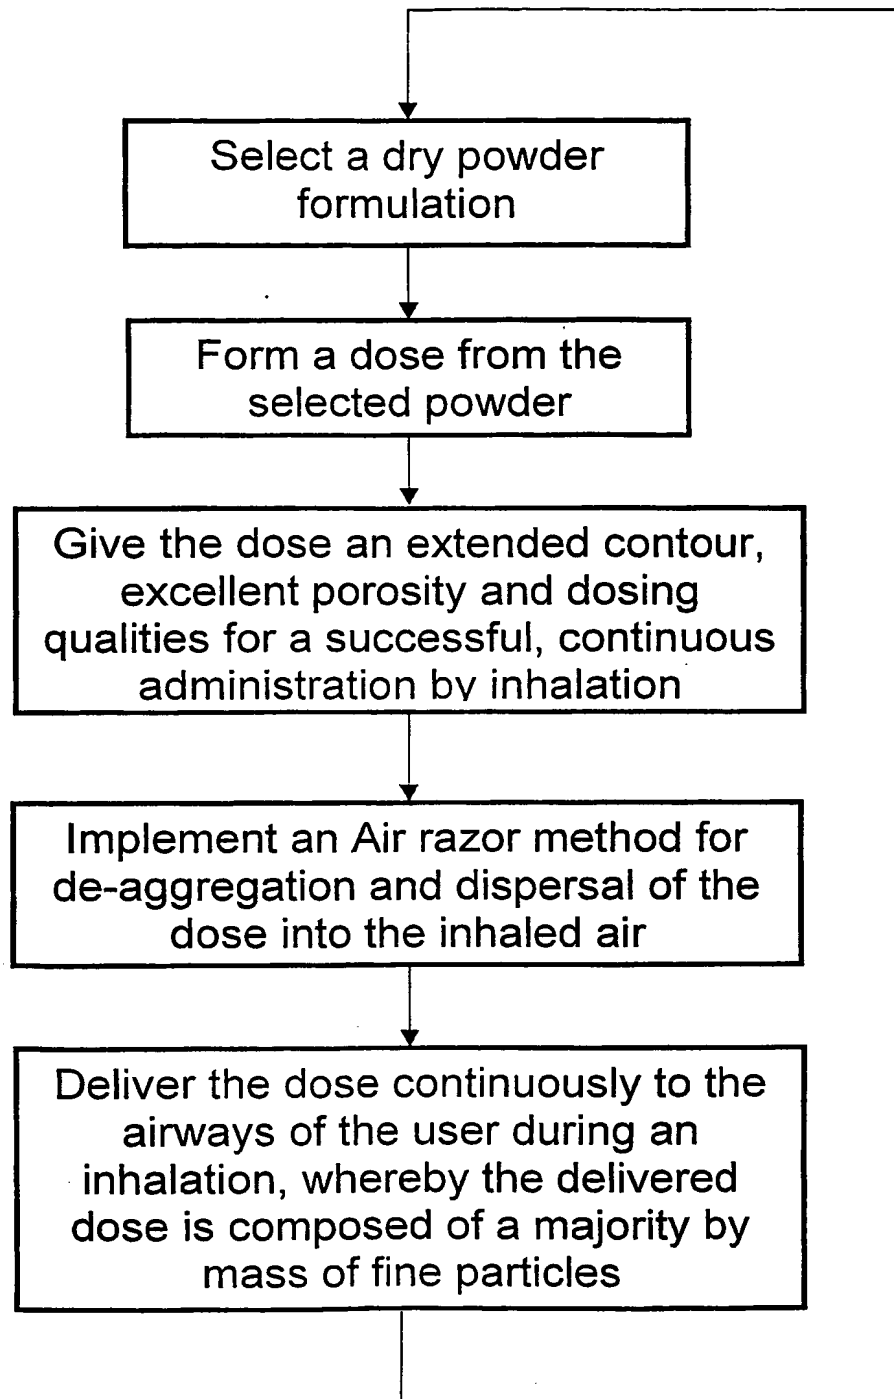 Select a dry powder
formulation
Form a dose from the
selected powder
Give the dose an extended contour,
excellent porosity and dosing
qualities for a successful, continuous
administration by inhalation
Implement an Air razor method for
de-aggregation and dispersal of the
dose into the inhaled air
Deliver the dose continuously to the
airways of the user during an
inhalation, whereby the delivered
dose is composed of a majority by
mass of fine particles